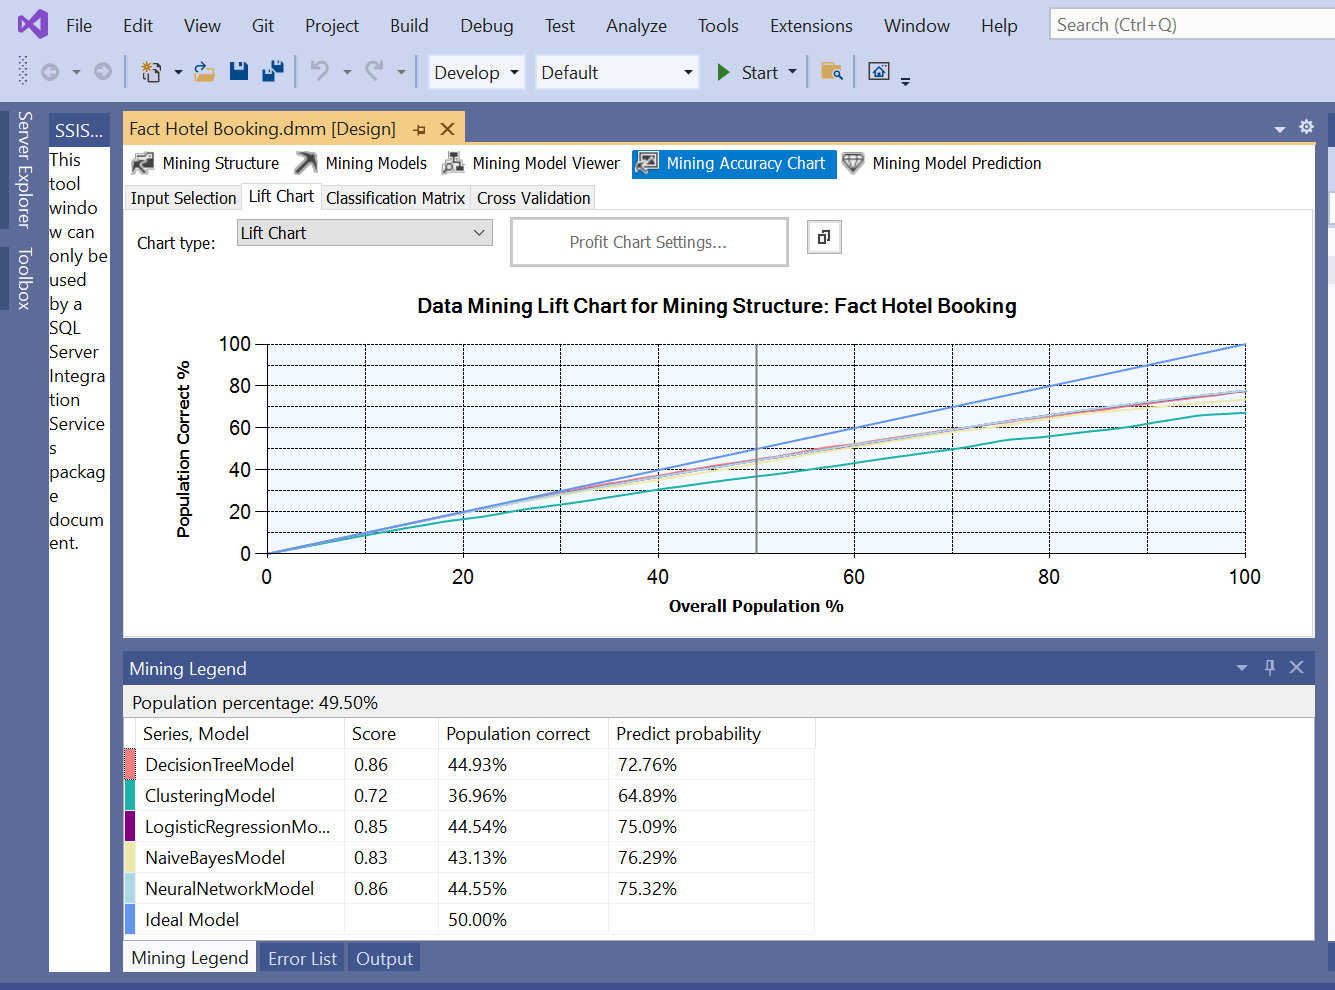 File Edit View Git Project Build Debug Test Analyze Tools Extensions Window Help Search (Ctrl+Q)
Develop Default Start
Server Explorer
Toolbox
SSIS...
This
tool
windo
w can
only be
used
by a
SQL
Server
Integra
tion
Service
s
packag
e
docum
ent.
Fact Hotel Booking.dmm [Design]
Mining Structure Mining Models Mining Model Viewer Mining Accuracy Chart Mining Model Prediction
Input Selection Lift Chart Classification Matrix Cross Validation
Chart type: Lift Chart Profit Chart Settings...
Data Mining Lift Chart for Mining Structure: Fact Hotel Booking
Population Correct %
100
80
60
40
20
0
0 20 40 60 80 100
Overall Population %
Mining Legend
Population percentage: 49.50%
Series, Model Score Population correct Predict probability
DecisionTreeModel 0.86 44.93% 72.76%
ClusteringModel 0.72 36.96% 64.89%
LogisticRegressionMo... 0.85 44.54% 75.09%
NaiveBayesModel 0.83 43.13% 76.29%
NeuralNetworkModel 0.86 44.55% 75.32%
Ideal Model 50.00%
Mining Legend Error List Output